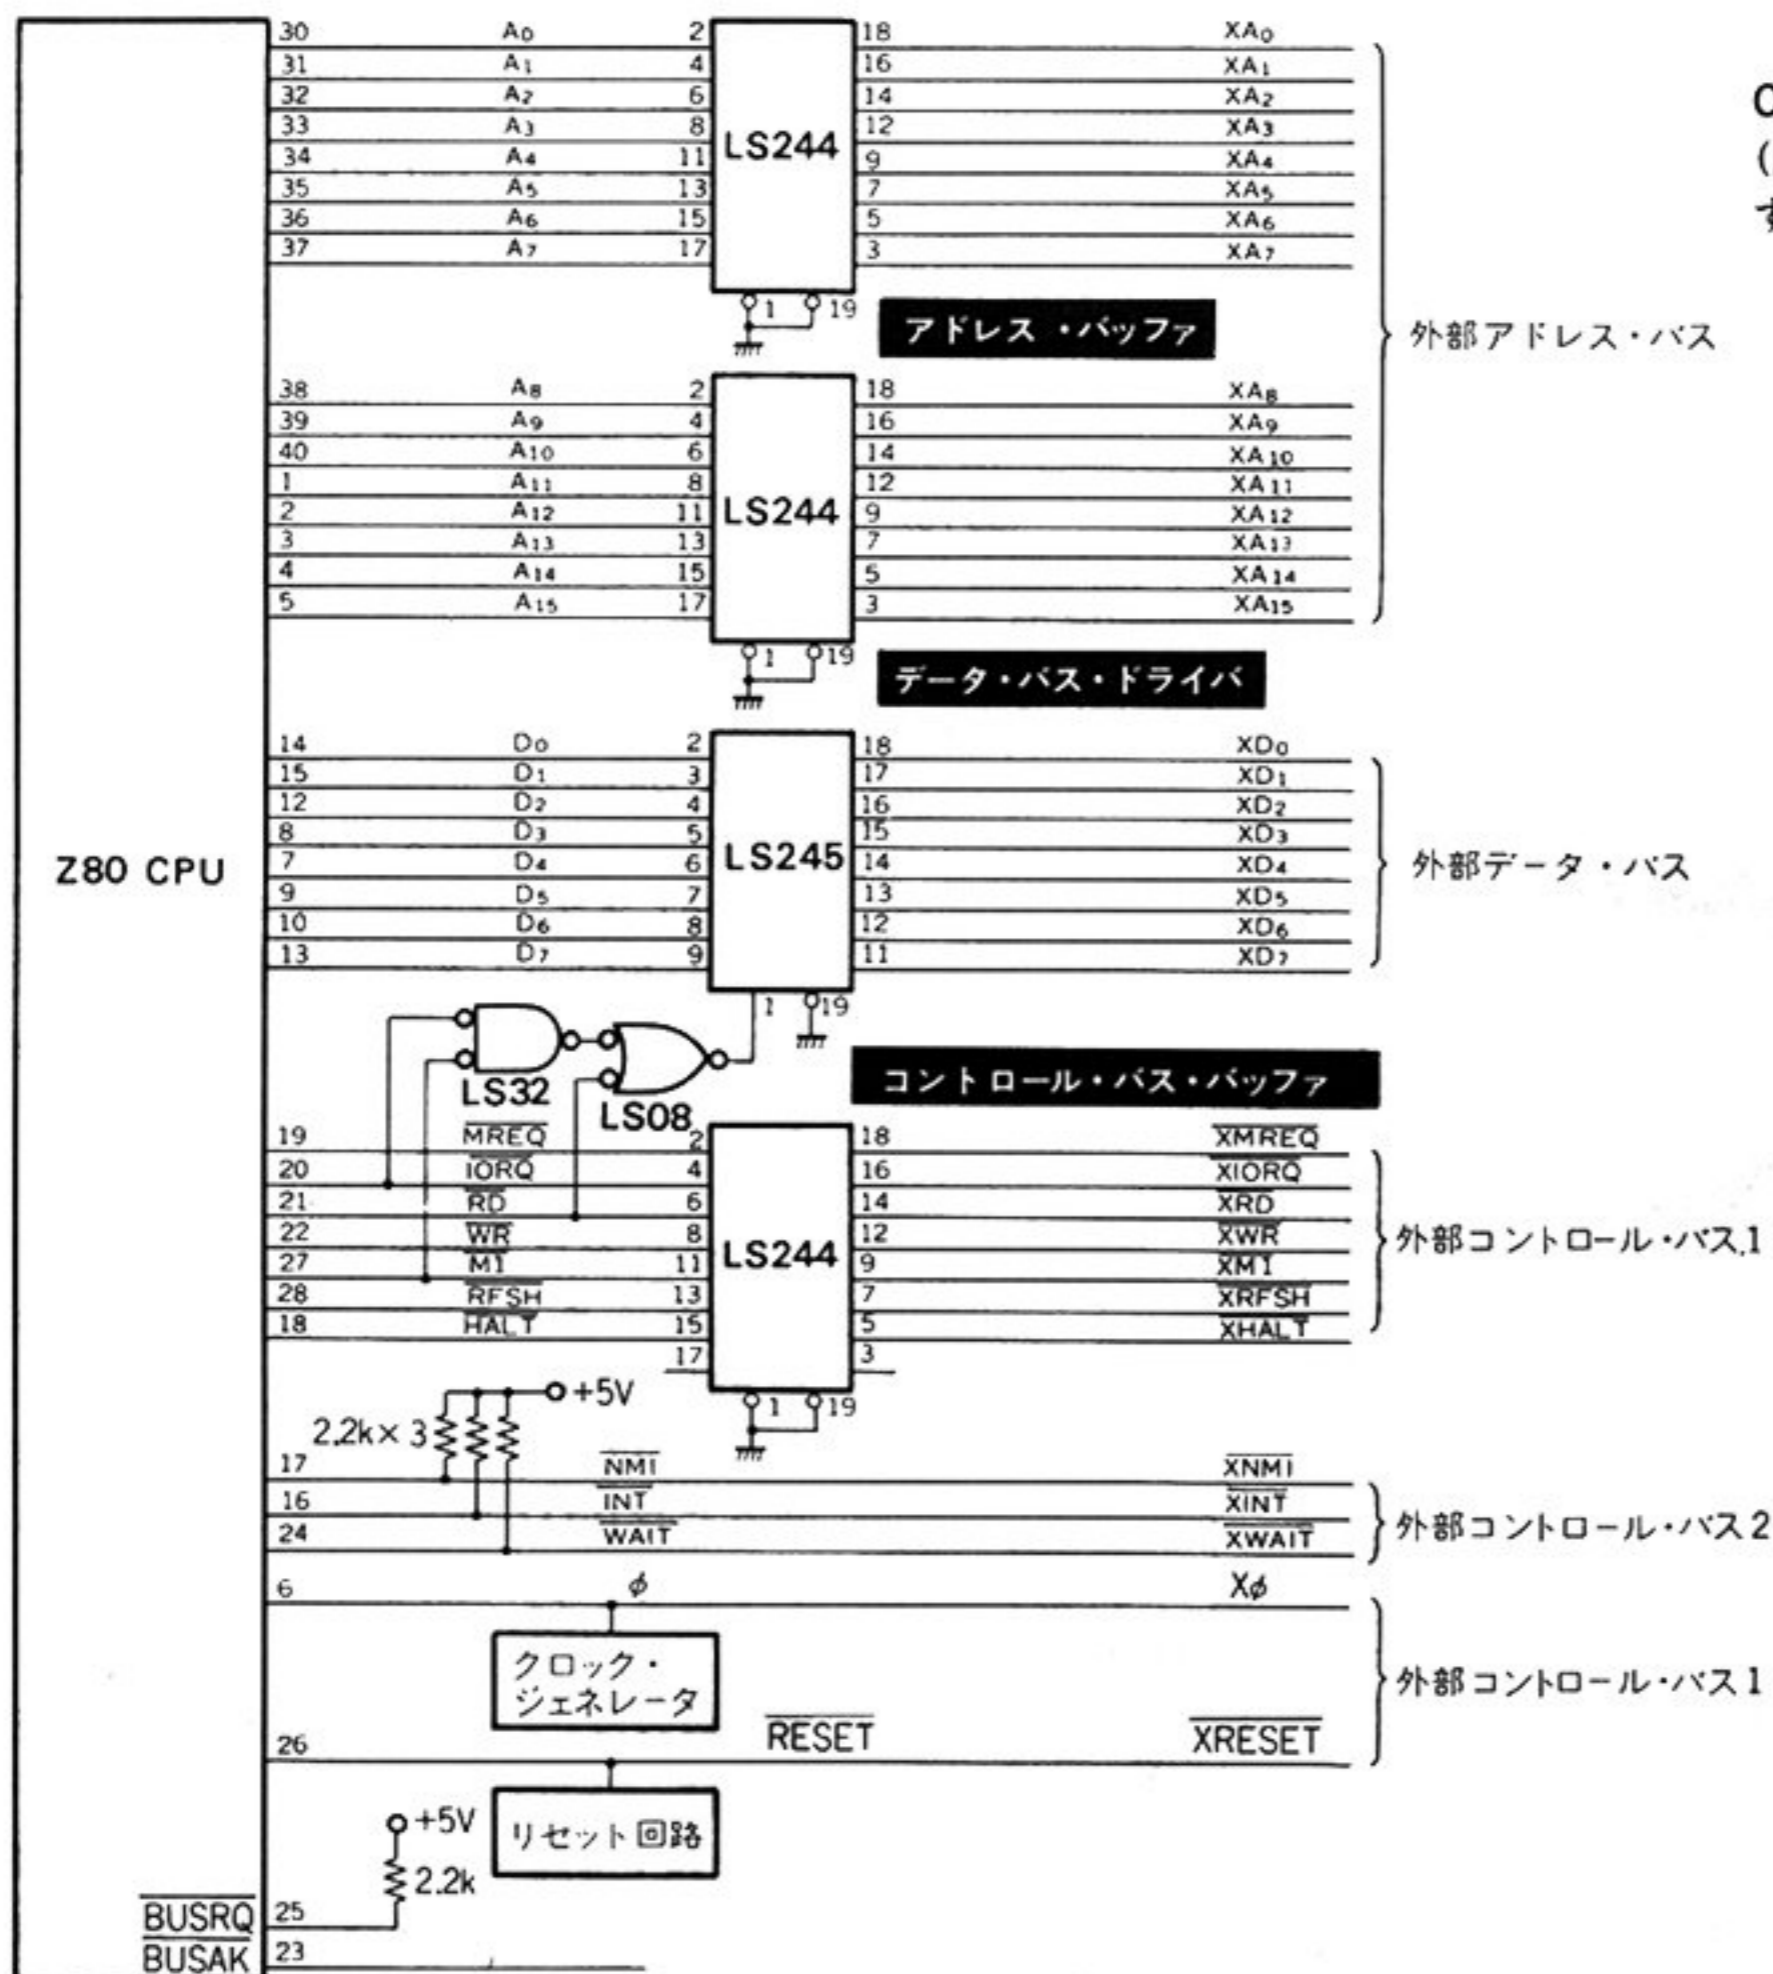 30 A0 2 18 XA0
31 A1 4 16 XA1
32 A2 6 14 XA2
33 A3 8 12 XA3
LS244
34 A4 11 9 XA4
35 A5 13 7 XA5
36 A6 15 5 XA6
37 A7 17 3 XA7
1 19
アドレス・バッファ
外部アドレス・バス
38 A8 2 18 XA8
39 A9 4 16 XA9
40 A10 6 14 XA10
1 A11 8 12 XA11
2 A12 11 LS244 9 XA12
3 A13 13 7 XA13
4 A14 15 5 XA14
5 A15 17 3 XA15
1 19
データ・バス・ドライバ
14 D0 2 18 XD0
15 D1 3 17 XD1
12 D2 4 16 XD2
8 D3 5 15 XD3
Z80 CPU
LS245
外部データ・バス
7 D4 6 14 XD4
9 D5 7 13 XD5
10 D6 8 12 XD6
13 D7 9 11 XD7
1 19
LS32
LS08
コントロール・バス・バッファ
19 MREQ 2 18 XMREQ
20 IORQ 4 16 XIORQ
21 RD 6 14 XRD
22 WR 8 12 XWR
LS244
外部コントロール・バス1
27 M1 11 9 XM1
28 RFSH 13 7 XRFSH
18 HALT 15 5 XHALT
17 3
1 19
+5V
2.2k×3
17 NMI XNMI
16 INT XINT
24 WAIT XWAIT
外部コントロール・バス2
6 φ Xφ
クロック・
ジェネレータ
外部コントロール・バス1
26 RESET XRESET
リセット回路
+5V
2.2k
BUSRQ 25
BUSAK 23